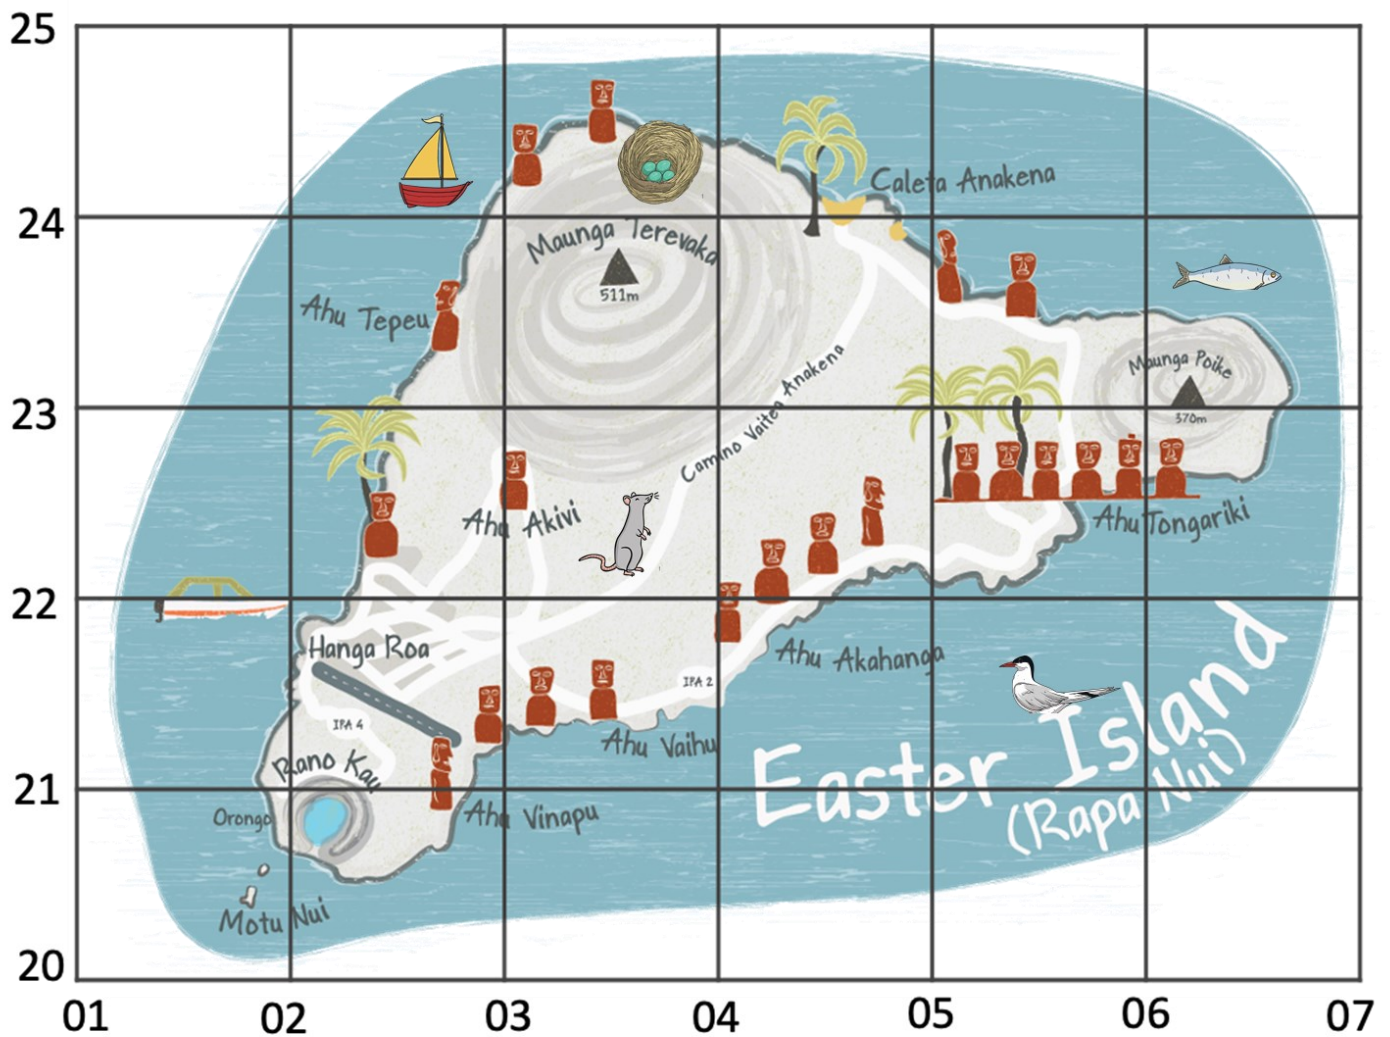 25
Caleta Anakena
24
Maunga Terevaka
511m
Ahu Tepeu
Maunga Poike
370m
Camino Vaitea Anakena
23
Ahu Akivi
Ahu Tongariki
22
Hanga Roa
Ahu Akahanga
IPA 2
IPA 4
Ahu Vaihu
Easter Island
(Rapa Nui)
Rano Kau
21
Orongo
Ahu Vinapu
Motu Nui
20
01 02 03 04 05 06 07